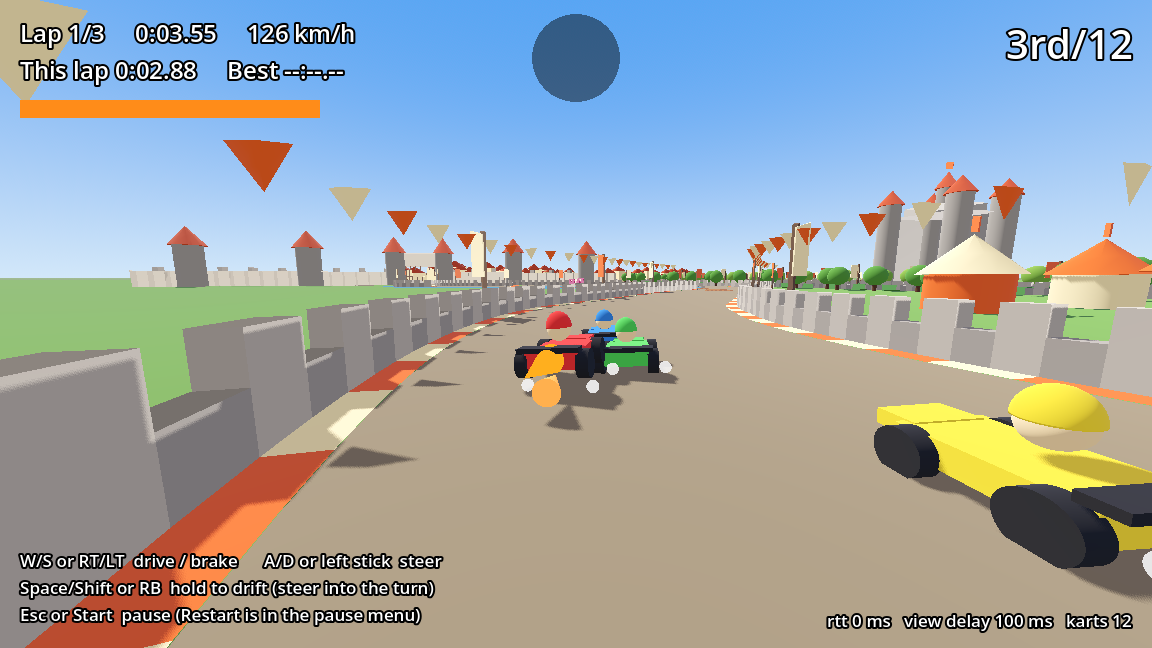 Lap 1/3 0:03.55 126 km/h
3rd/12
This lap 0:02.88 Best --:--.--
W/S or RT/LT drive / brake A/D or left stick steer
Space/Shift or RB hold to drift (steer into the turn)
Esc or Start pause (Restart is in the pause menu)
rtt 0 ms view delay 100 ms karts 12